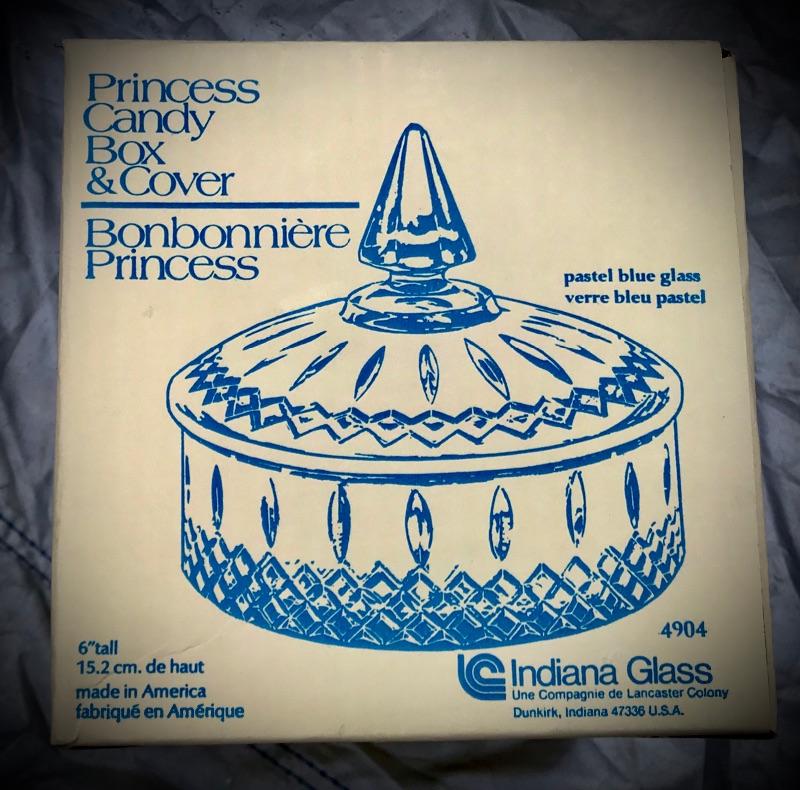 Princess
Candy
Box
& Cover
Bonbonnière
Princess
pastel blue glass
verre bleu pastel
6" tall
15.2 cm. de haut
made in America
fabriqué en Amérique
4904
Indiana Glass
Une Compagnie de Lancaster Colony
Dunkirk, Indiana 47336 U.S.A.